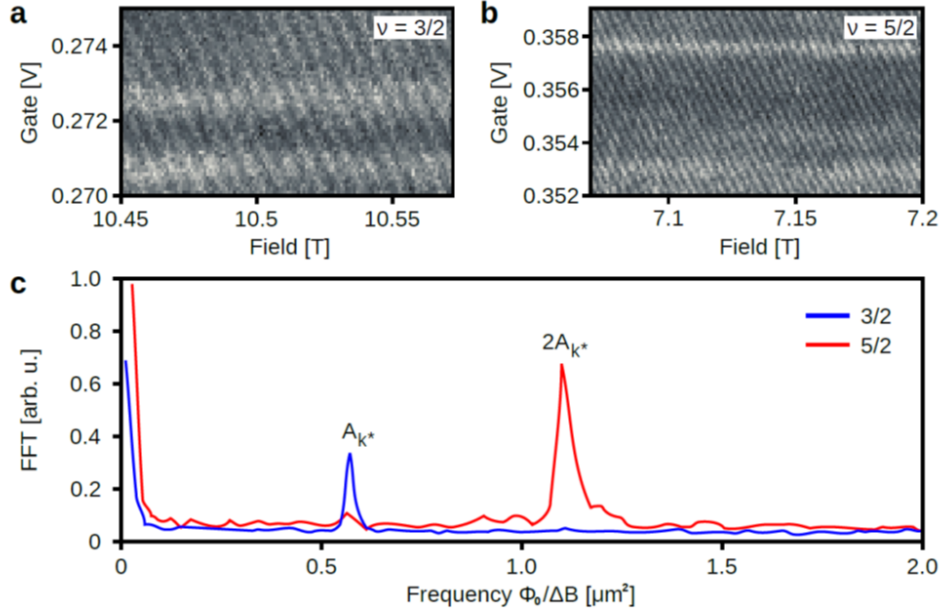 a
ν = 3/2
Gate [V]
0.274
0.272
0.270
10.45 10.5 10.55
Field [T]
b
ν = 5/2
Gate [V]
0.358
0.356
0.354
0.352
7.1 7.15 7.2
Field [T]
c
FFT [arb. u.]
1.0
0.8
0.6
0.4
0.2
0
3/2
5/2
2Aₖ*
Aₖ*
0 0.5 1.0 1.5 2.0
Frequency Φ₀/ΔB [µm²]